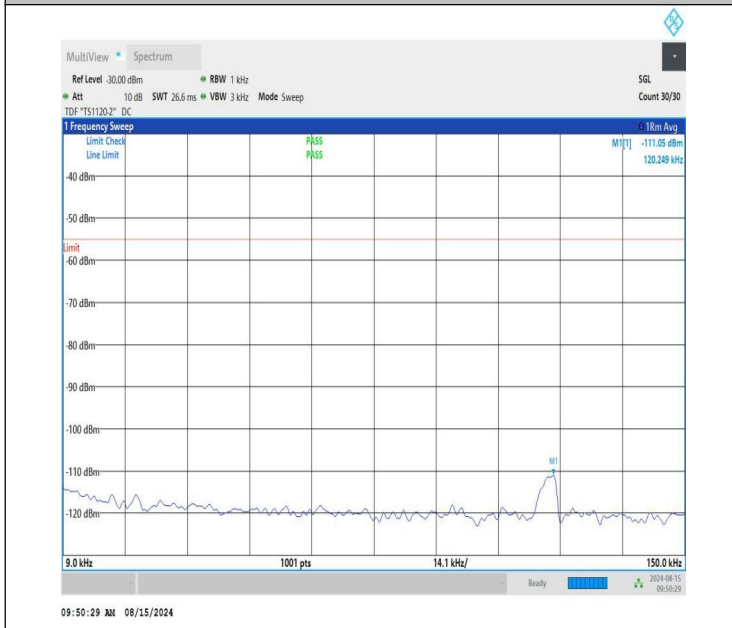 R S
MultiView Spectrum
Ref Level -30.00 dBm RBW 1 kHz SGL
Att 10 dB SWT 26.6 ms VBW 3 kHz Mode Sweep Count 30/30
TDF "TS1120-2" DC
1 Frequency Sweep 1Rm Avg
Limit Check PASS M1[1] -111.05 dBm
Line Limit PASS 120.249 kHz
-40 dBm
-50 dBm
Limit
-60 dBm
-70 dBm
-80 dBm
-90 dBm
-100 dBm
M1
-110 dBm
-120 dBm
9.0 kHz 1001 pts 14.1 kHz/ 150.0 kHz
Ready 2024-08-15
09:50:29
09:50:29 AM 08/15/2024